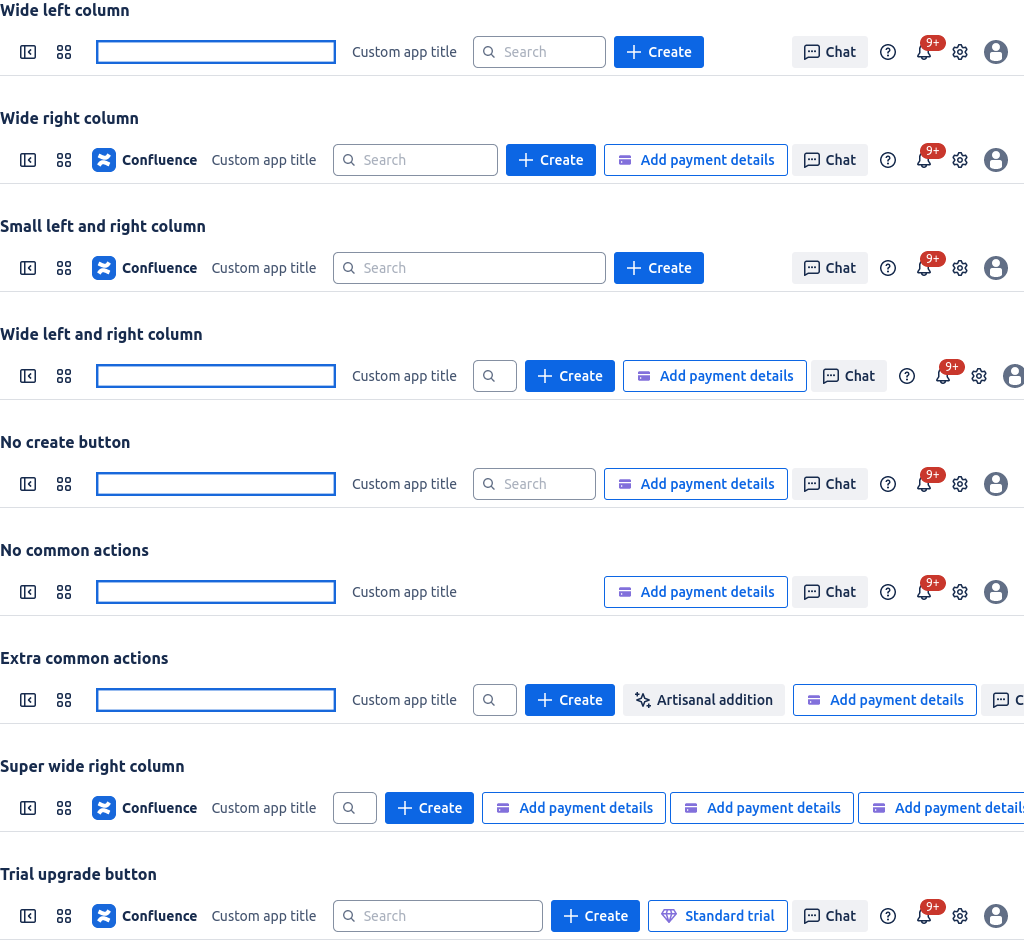 Wide left column
Custom app title Search Create Chat 9+
Wide right column
Confluence Custom app title Search Create Add payment details Chat 9+
Small left and right column
Confluence Custom app title Search Create Chat 9+
Wide left and right column
Custom app title Create Add payment details Chat 9+
No create button
Custom app title Search Add payment details Chat 9+
No common actions
Custom app title Add payment details Chat 9+
Extra common actions
Custom app title Create Artisanal addition Add payment details C
Super wide right column
Confluence Custom app title Create Add payment details Add payment details Add payment details
Trial upgrade button
Confluence Custom app title Search Create Standard trial Chat 9+